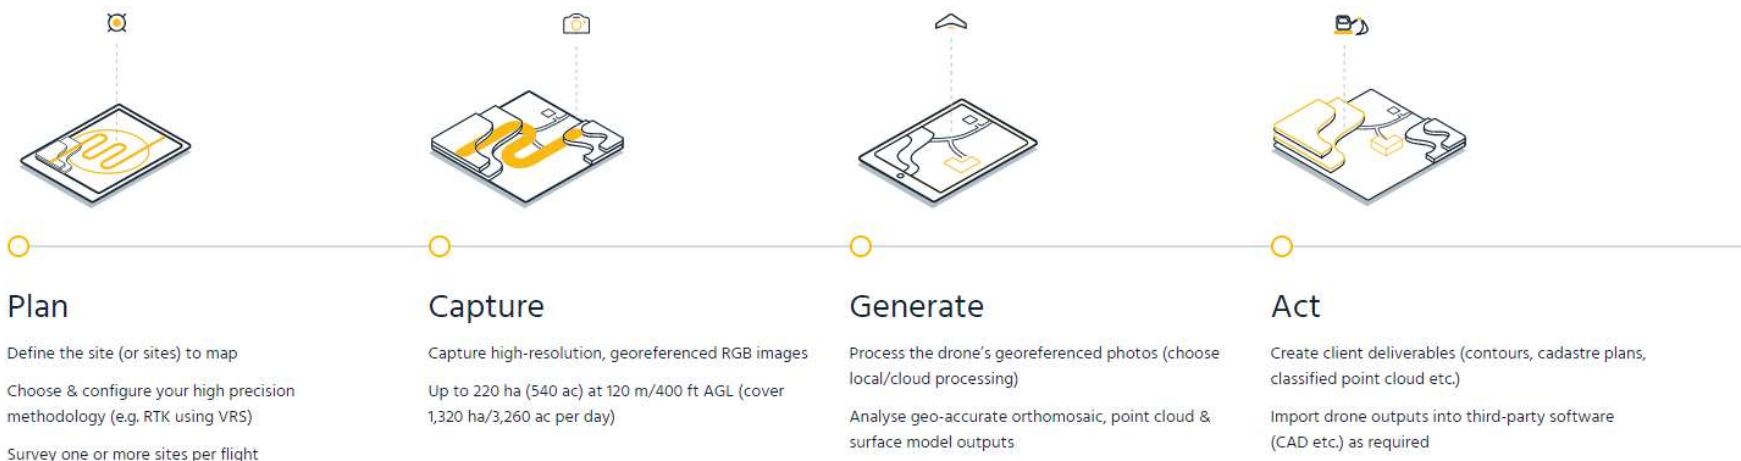 Plan
Define the site (or sites) to map
Choose & configure your high precision
methodology (e.g. RTK using VRS)
Survey one or more sites per flight
Capture
Capture high-resolution, georeferenced RGB images
Up to 220 ha (540 ac) at 120 m/400 ft AGL (cover
1,320 ha/3,260 ac per day)
Generate
Process the drone’s georeferenced photos (choose
local/cloud processing)
Analyse geo-accurate orthomosaic, point cloud &
surface model outputs
Act
Create client deliverables (contours, cadastre plans,
classified point cloud etc.)
Import drone outputs into third-party software
(CAD etc.) as required